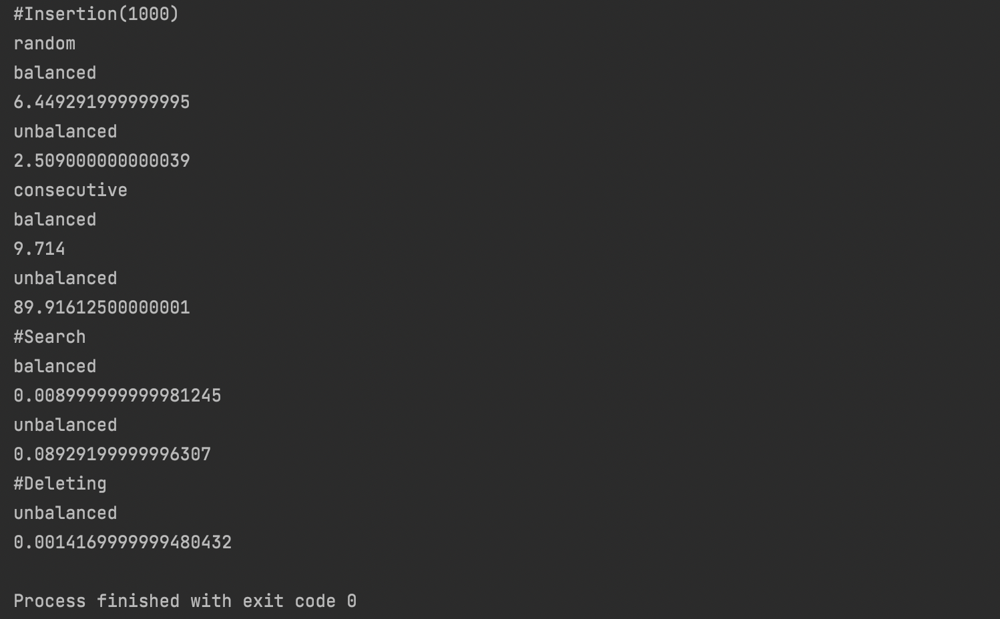 #Insertion(1000)
random
balanced
6.449291999999995
unbalanced
2.509000000000039
consecutive
balanced
9.714
unbalanced
89.91612500000001
#Search
balanced
0.008999999999981245
unbalanced
0.08929199999996307
#Deleting
unbalanced
0.0014169999999480432
Process finished with exit code 0